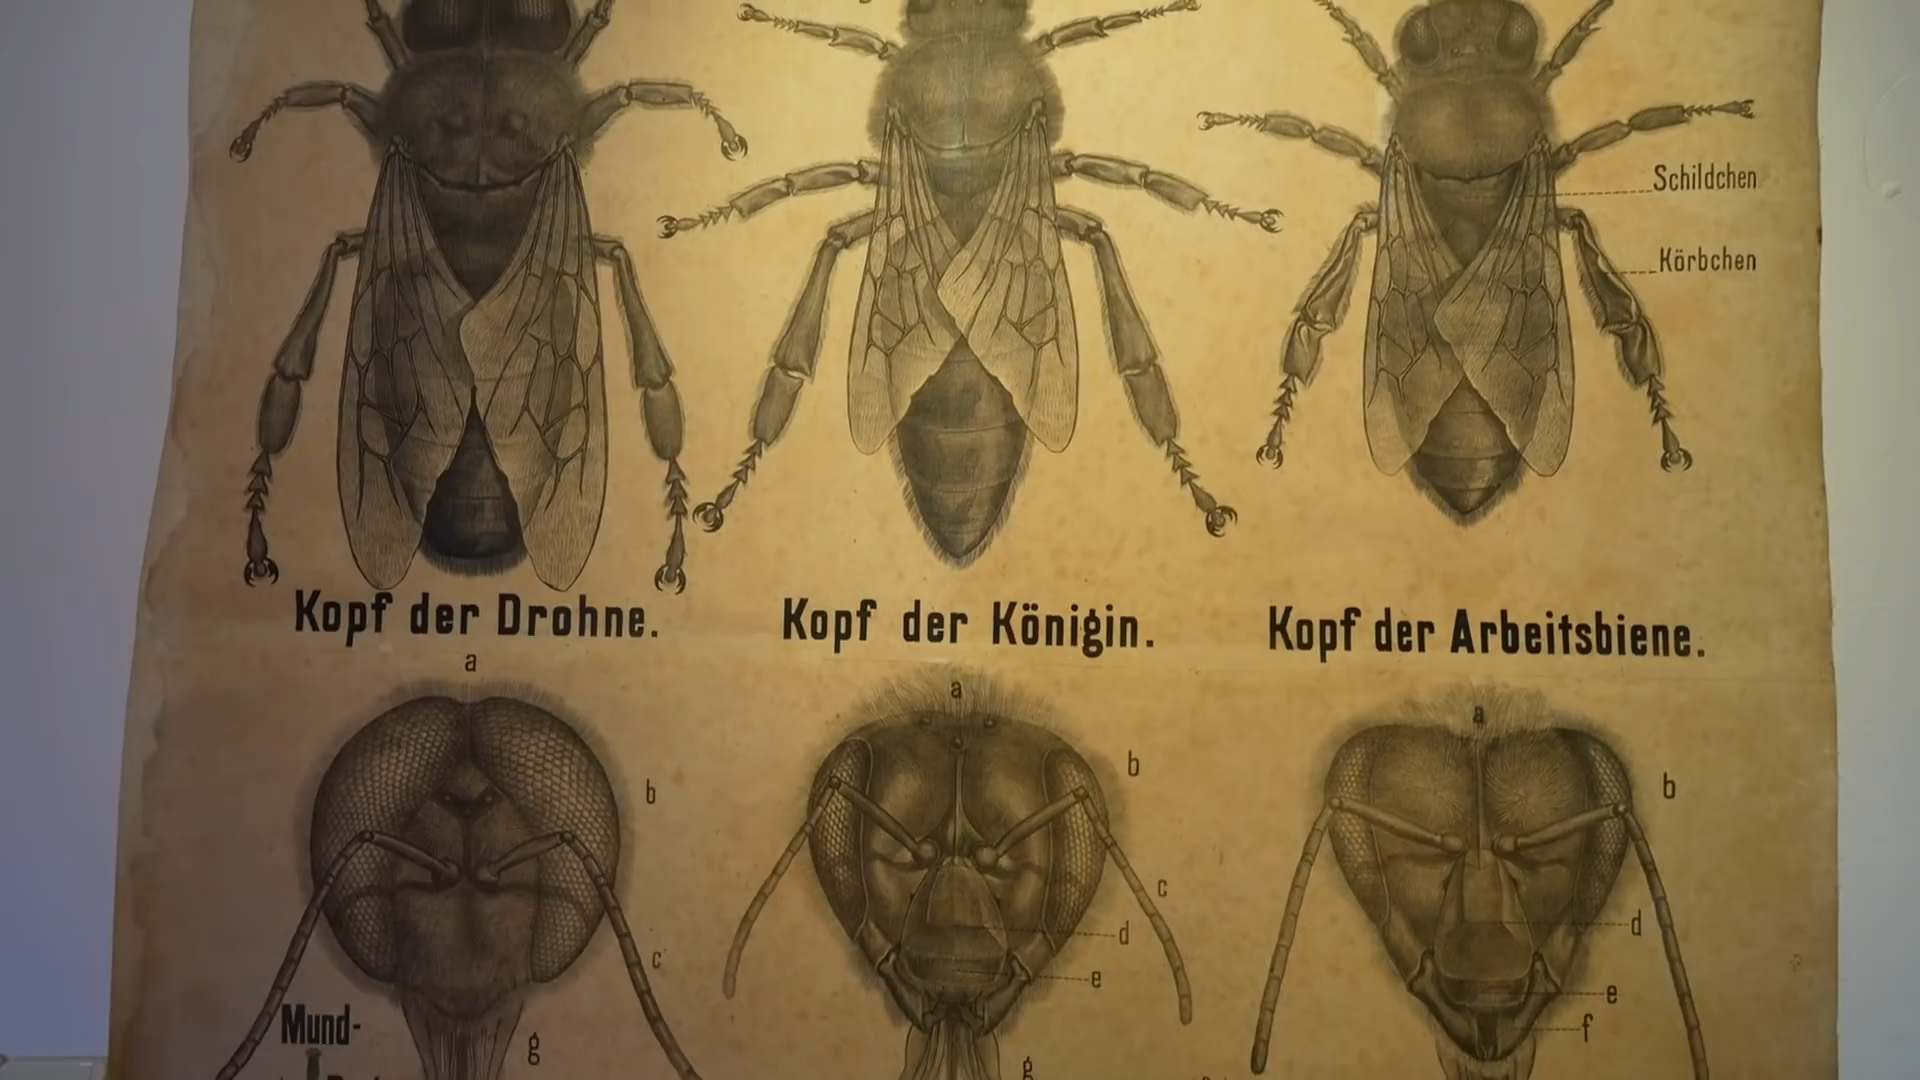 Schildchen
Körbchen
Kopf der Drohne.
Kopf der Königin.
Kopf der Arbeitsbiene.
a
a
a
b
b
b
c
c
d
d
e
e
f
g
g
Mund-